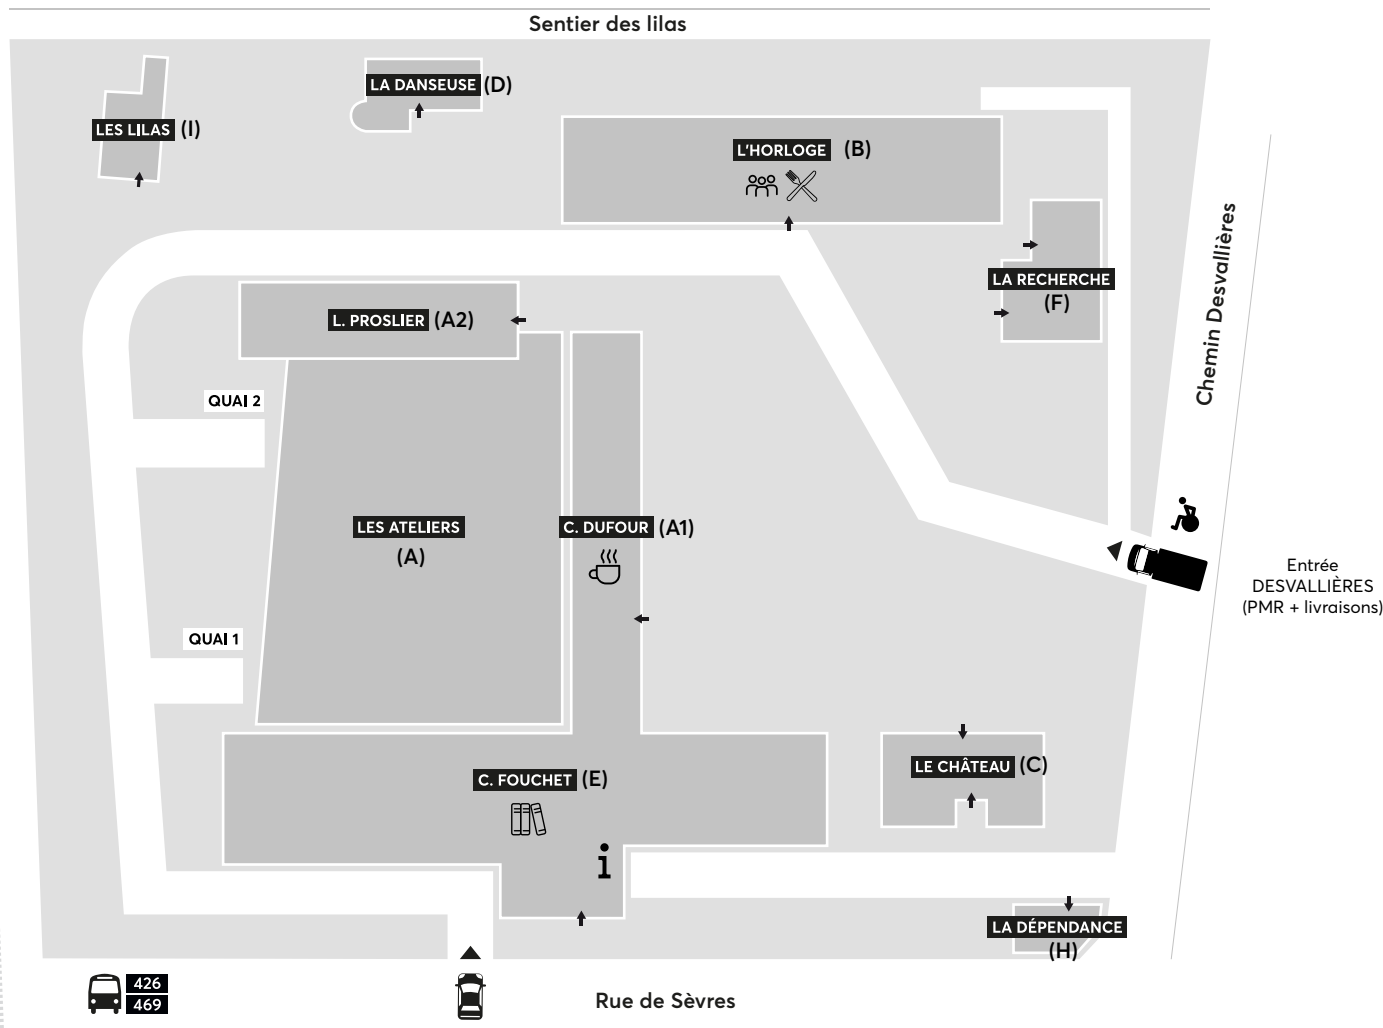 Sentier des lilas
LA DANSEUSE (D)
LES LILAS (I)
L'HORLOGE (B)
Chemin Desvallières
LA RECHERCHE
(F)
L. PROSLIER (A2)
QUAI 2
LES ATELIERS
(A)
C. DUFOUR (A1)
Entrée
DESVALLIÈRES
(PMR + livraisons)
QUAI 1
LE CHÂTEAU (C)
C. FOUCHET (E)
i
LA DÉPENDANCE
(H)
426
469
Rue de Sèvres